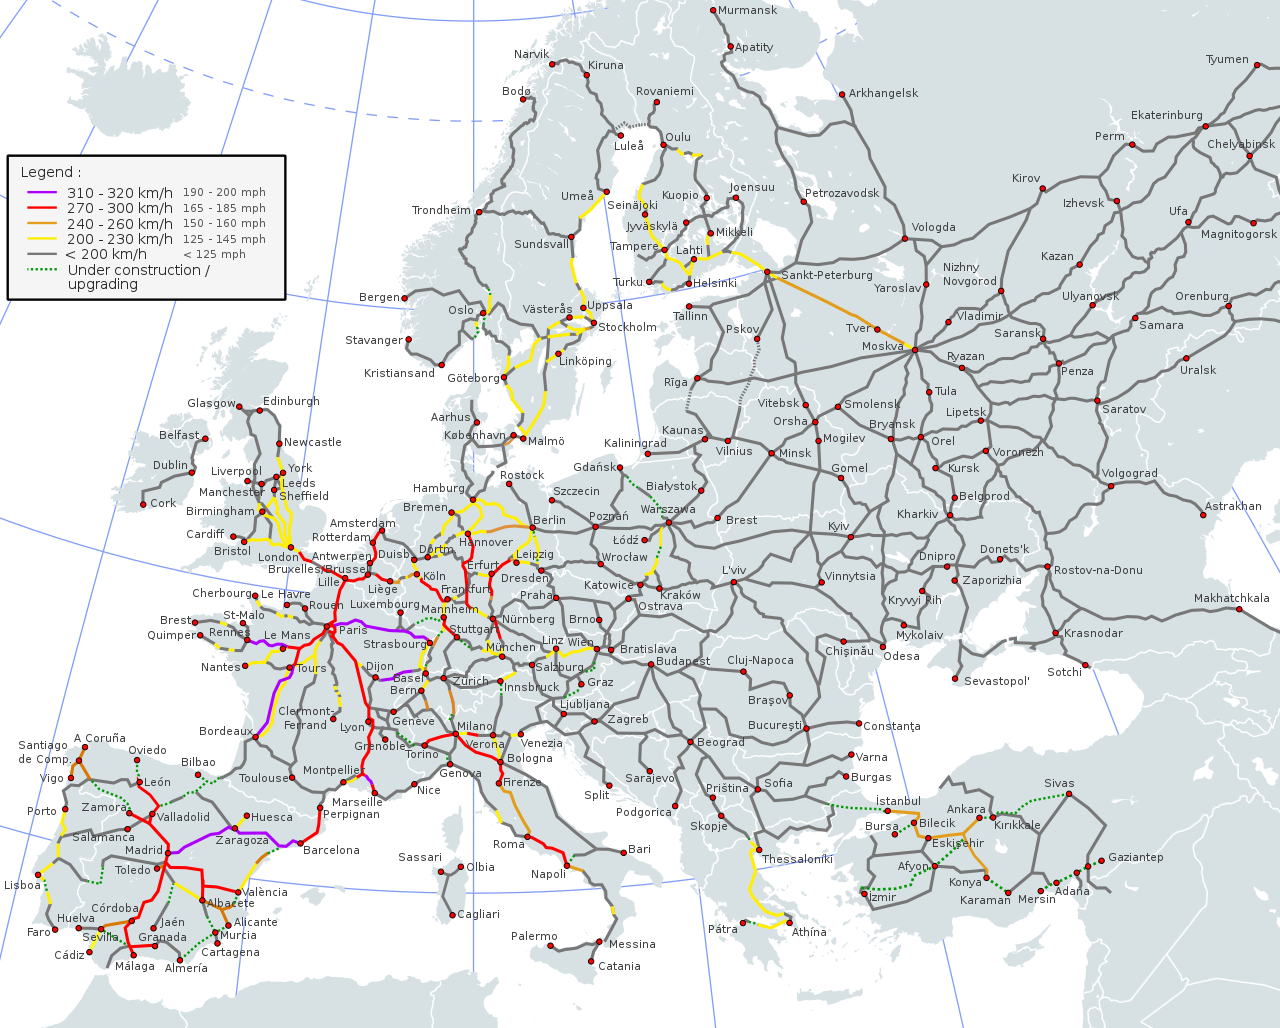 Murmansk
Apatity
Narvik
Kiruna
Tyumen
Bodø
Rovaniemi
Arkhangelsk
Ekaterinburg
Perm
Chelyabinsk
Luleå
Oulu
Legend :
310 - 320 km/h 190 - 200 mph
270 - 300 km/h 165 - 185 mph
240 - 260 km/h 150 - 160 mph
200 - 230 km/h 125 - 145 mph
< 200 km/h < 125 mph
Under construction /
upgrading
Kirov
Umeå
Kuopio
Joensuu
Petrozavodsk
Izhevsk
Ufa
Trondheim
Seinäjoki
Jyväskylä
Mikkeli
Vologda
Magnitogorsk
Sundsvall
Tampere
Lahti
Kazan
Sankt-Peterburg
Nizhny
Novgorod
Turku
Helsinki
Yaroslav
Ulyanovsk
Orenburg
Bergen
Oslo
Västerås
Uppsala
Stockholm
Tallinn
Vladimir
Samara
Stavanger
Pskov
Tver
Moskva
Saransk
Ryazan
Linköping
Kristiansand
Göteborg
Rīga
Penza
Uralsk
Tula
Glasgow
Edinburgh
Vitebsk
Smolensk
Lipetsk
Saratov
Aarhus
Orsha
Belfast
Newcastle
København
Malmö
Kaunas
Kaliningrad
Vilnius
Mogilev
Bryansk
Orel
Minsk
Voronezh
Dublin
Liverpool
York
Leeds
Manchester
Sheffield
Rostock
Gdańsk
Gomel
Kursk
Volgograd
Cork
Birmingham
Hamburg
Bremen
Szczecin
Białystok
Belgorod
Astrakhan
Cardiff
Bristol
London
Amsterdam
Rotterdam
Berlin
Poznań
Warszawa
Brest
Kharkiv
Kyiv
Antwerpen
Bruxelles/Brussel
Duisb
Dortm
Hannover
Łódź
Wrocław
Leipzig
Dnipro
Donets'k
Lille
Liège
Köln
Erfurt
Dresden
Katowice
Kraków
L'viv
Vinnytsia
Zaporizhia
Rostov-na-Donu
Cherbourg
Le Havre
Rouen
Luxembourg
Frankfurt
Praha
Ostrava
Kryvyi Rih
Makhachkala
Brest
St-Malo
Quimper
Rennes
Le Mans
Paris
Mannheim
Stuttgart
Nürnberg
Brno
Mykolaiv
Krasnodar
Strasbourg
Linz
Wien
Bratislava
Chișinău
Odesa
Nantes
Tours
Dijon
Basel
Bern
Zürich
München
Salzburg
Innsbruck
Graz
Budapest
Cluj-Napoca
Sevastopol'
Sotchi
Clermont-
Ferrand
Bordeaux
Lyon
Genève
Milano
Ljubljana
Zagreb
Brașov
București
Constanţa
Santiago
de Comp.
A Coruña
Oviedo
Bilbao
Grenoble
Torino
Verona
Venezia
Bologna
Beograd
Varna
Vigo
León
Toulouse
Montpellier
Genova
Firenze
Sarajevo
Split
Sofia
Burgas
Sivas
Porto
Zamora
Valladolid
Huesca
Marseille
Perpignan
Nice
Podgorica
Priština
Skopje
İstanbul
Ankara
Bursa
Bilecik
Kırıkkale
Salamanca
Madrid
Zaragoza
Barcelona
Roma
Bari
Thessaloniki
Eskişehir
Gaziantep
Lisboa
Toledo
Sassari
Olbia
Napoli
Afyon
Konya
Adana
İzmir
Karaman
Mersin
València
Albacete
Huelva
Córdoba
Jaén
Alicante
Murcia
Cagliari
Faro
Sevilla
Granada
Cartagena
Palermo
Messina
Pátra
Athína
Cádiz
Málaga
Almería
Catania